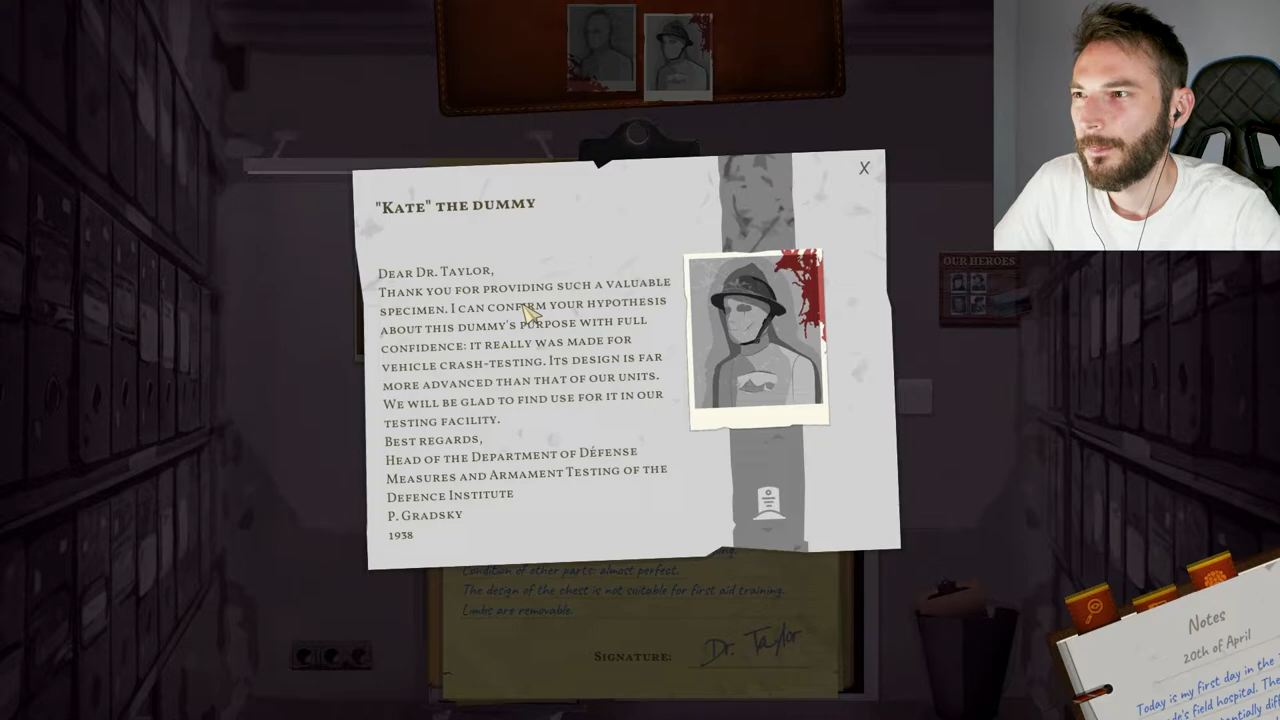 "Kate" the dummy
X
Dear Dr. Taylor,
Thank you for providing such a valuable
specimen. I can confirm your hypothesis
about this dummy's purpose with full
confidence: it really was made for
vehicle crash-testing. Its design is far
more advanced than that of our units.
We will be glad to find use for it in our
testing facility.
Best regards,
Head of the Department of Défense
Measures and Armament Testing of the
Defence Institute
P. Gradsky
1938
OUR HEROES
Condition of other parts: almost perfect.
The design of the chest is not suitable for first aid training.
Limbs are removable.
Signature: Dr. Taylor
Notes
20th of April
Today is my first day in the
field hospital. The